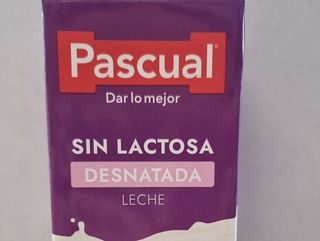 Pascual®
Dar lo mejor
SIN LACTOSA
DESNATADA
LECHE